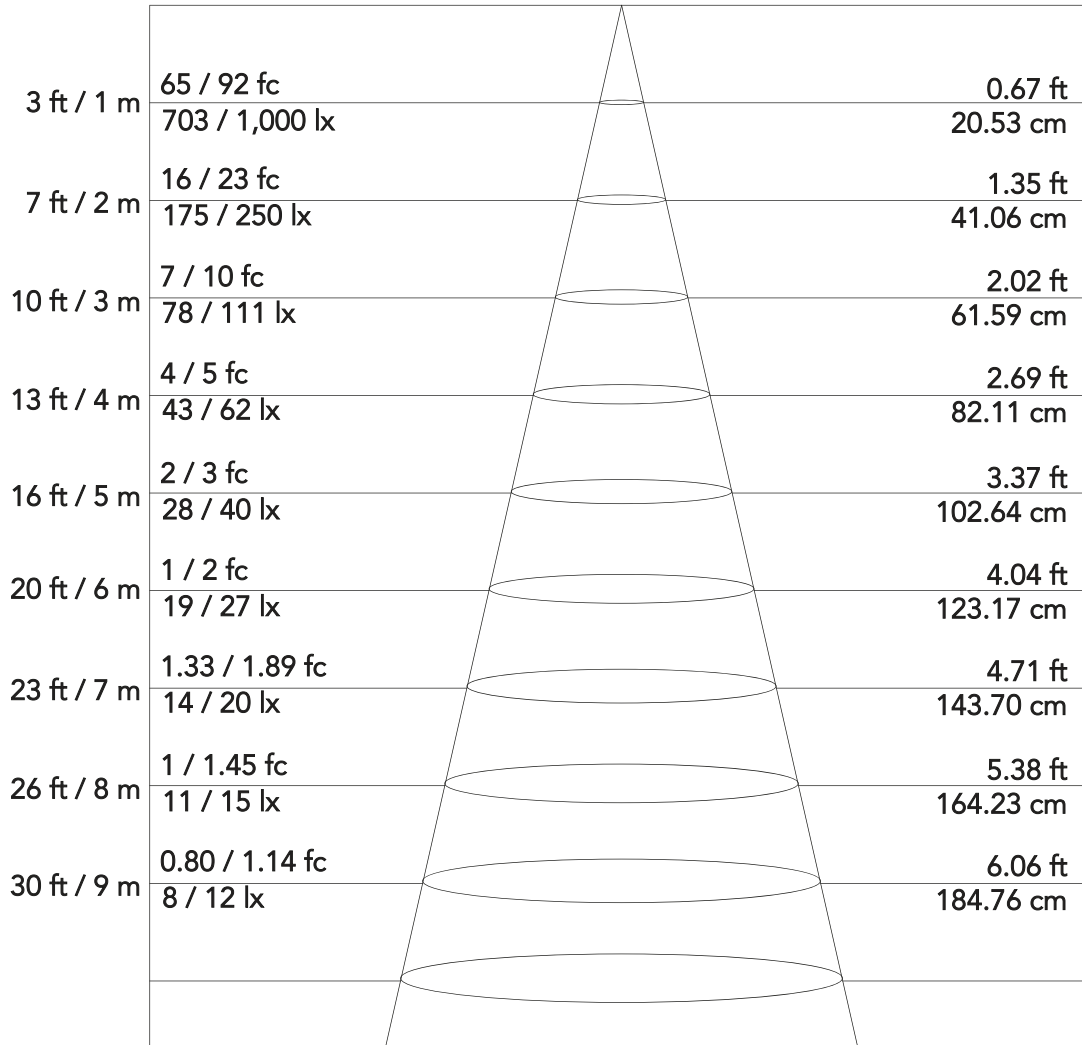 65 / 92 fc
0.67 ft
3 ft / 1 m
703 / 1,000 lx
20.53 cm
16 / 23 fc
1.35 ft
7 ft / 2 m
175 / 250 lx
41.06 cm
7 / 10 fc
2.02 ft
10 ft / 3 m
78 / 111 lx
61.59 cm
4 / 5 fc
2.69 ft
13 ft / 4 m
43 / 62 lx
82.11 cm
2 / 3 fc
3.37 ft
16 ft / 5 m
28 / 40 lx
102.64 cm
1 / 2 fc
4.04 ft
20 ft / 6 m
19 / 27 lx
123.17 cm
1.33 / 1.89 fc
4.71 ft
23 ft / 7 m
14 / 20 lx
143.70 cm
1 / 1.45 fc
5.38 ft
26 ft / 8 m
11 / 15 lx
164.23 cm
0.80 / 1.14 fc
6.06 ft
30 ft / 9 m
8 / 12 lx
184.76 cm